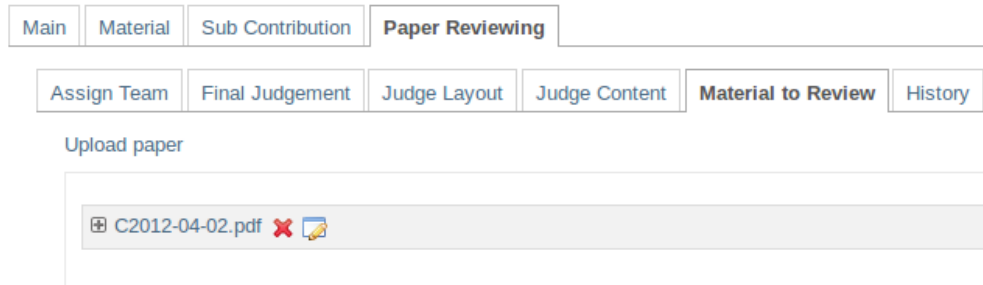 Main Material Sub Contribution Paper Reviewing
Assign Team Final Judgement Judge Layout Judge Content Material to Review History
Upload paper
C2012-04-02.pdf